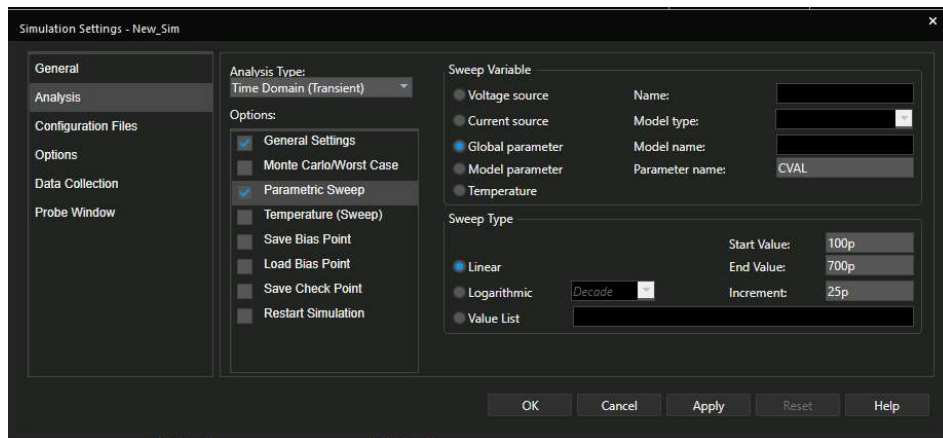 Simulation Settings - New_Sim
×
General
Analysis
Configuration Files
Options
Data Collection
Probe Window
Analysis Type:
Time Domain (Transient)
Options:
General Settings
Monte Carlo/Worst Case
Parametric Sweep
Temperature (Sweep)
Save Bias Point
Load Bias Point
Save Check Point
Restart Simulation
Sweep Variable
Voltage source
Name:
Current source
Model type:
Global parameter
Model name:
Model parameter
Parameter name: CVAL
Temperature
Sweep Type
Start Value: 100p
Linear
End Value: 700p
Logarithmic Decade
Increment: 25p
Value List
OK Cancel Apply Reset Help